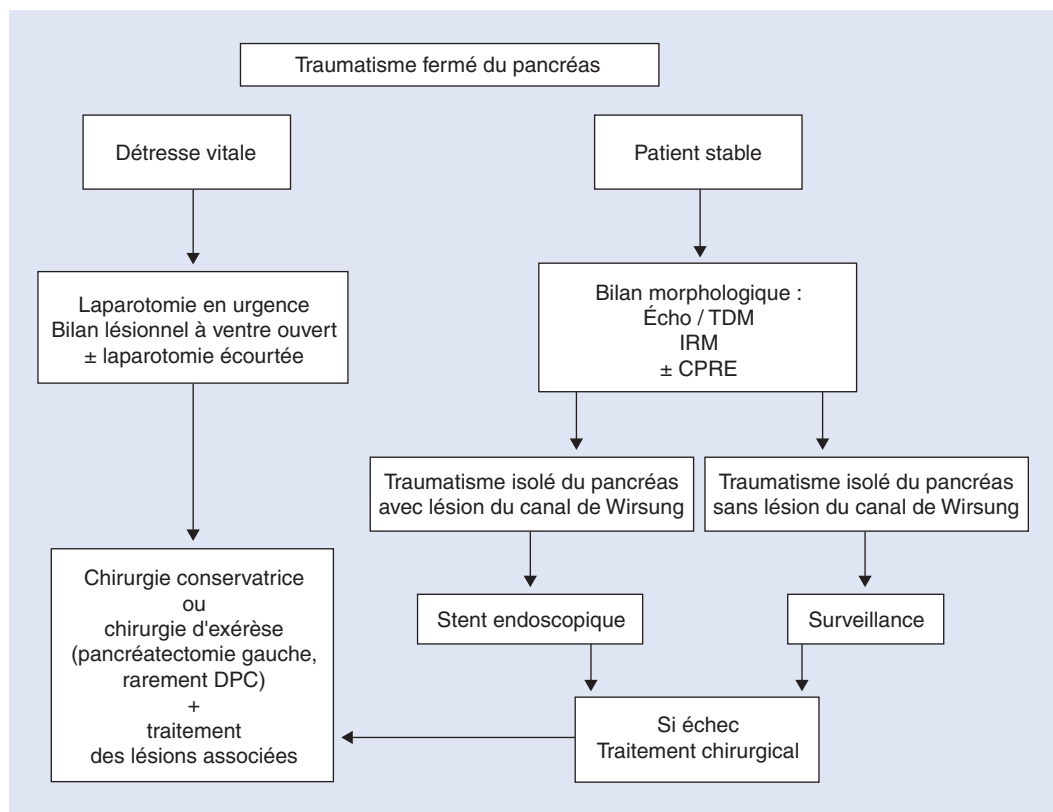 Traumatisme fermé du pancréas
Détresse vitale
Patient stable
Laparotomie en urgence
Bilan lésionnel à ventre ouvert
± laparotomie écourtée
Bilan morphologique :
Écho / TDM
IRM
± CPRE
Traumatisme isolé du pancréas
avec lésion du canal de Wirsung
Traumatisme isolé du pancréas
sans lésion du canal de Wirsung
Chirurgie conservatrice
ou
chirurgie d'exérèse
(pancréatectomie gauche,
rarement DPC)
+
traitement
des lésions associées
Stent endoscopique
Surveillance
Si échec
Traitement chirurgical